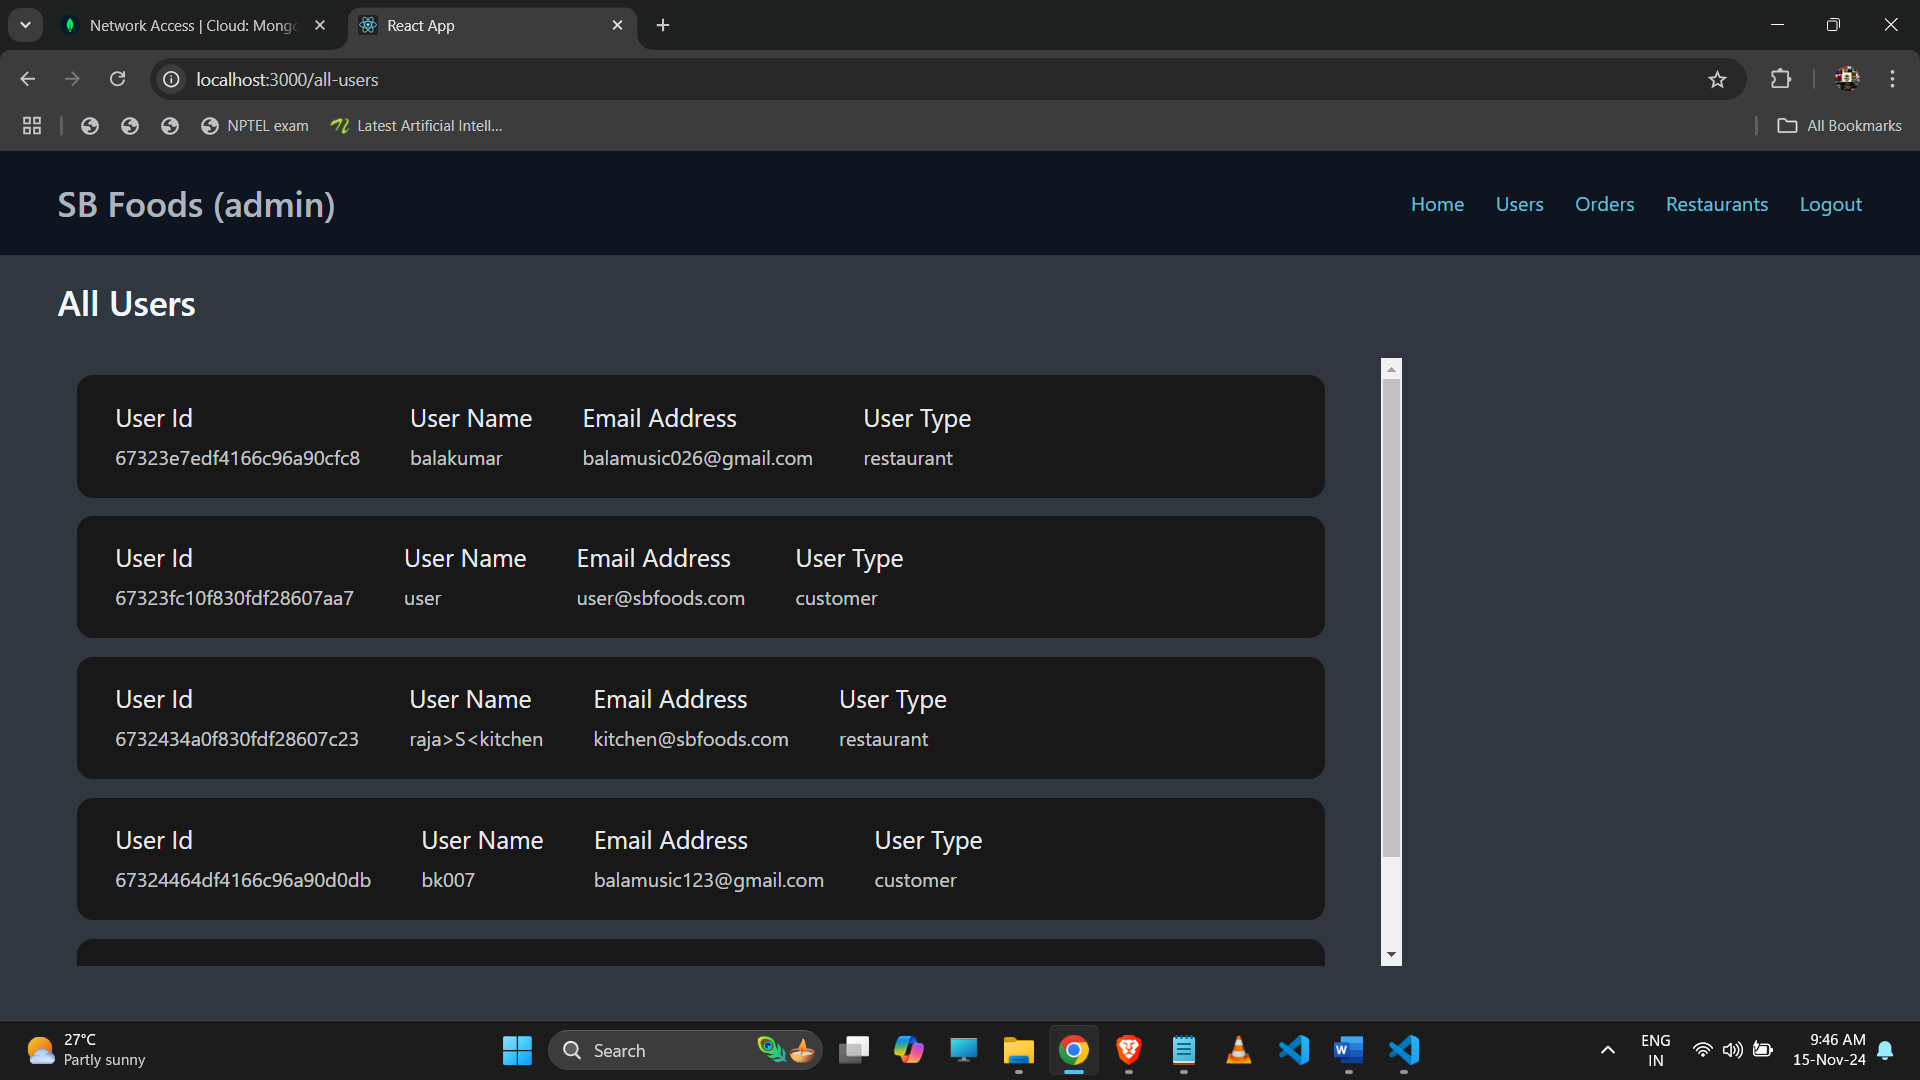 Network Access | Cloud: Mongo
React App
localhost:3000/all-users
NPTEL exam
Latest Artificial Intell...
All Bookmarks
SB Foods (admin)
Home Users Orders Restaurants Logout
All Users
User Id User Name Email Address User Type
67323e7edf4166c96a90cfc8 balakumar balamusic026@gmail.com restaurant
User Id User Name Email Address User Type
67323fc10f830fdf28607aa7 user user@sbfoods.com customer
User Id User Name Email Address User Type
6732434a0f830fdf28607c23 raja>S<kitchen kitchen@sbfoods.com restaurant
User Id User Name Email Address User Type
67324464df4166c96a90d0db bk007 balamusic123@gmail.com customer
27°C
Partly sunny
Search
ENG
IN
9:46 AM
15-Nov-24